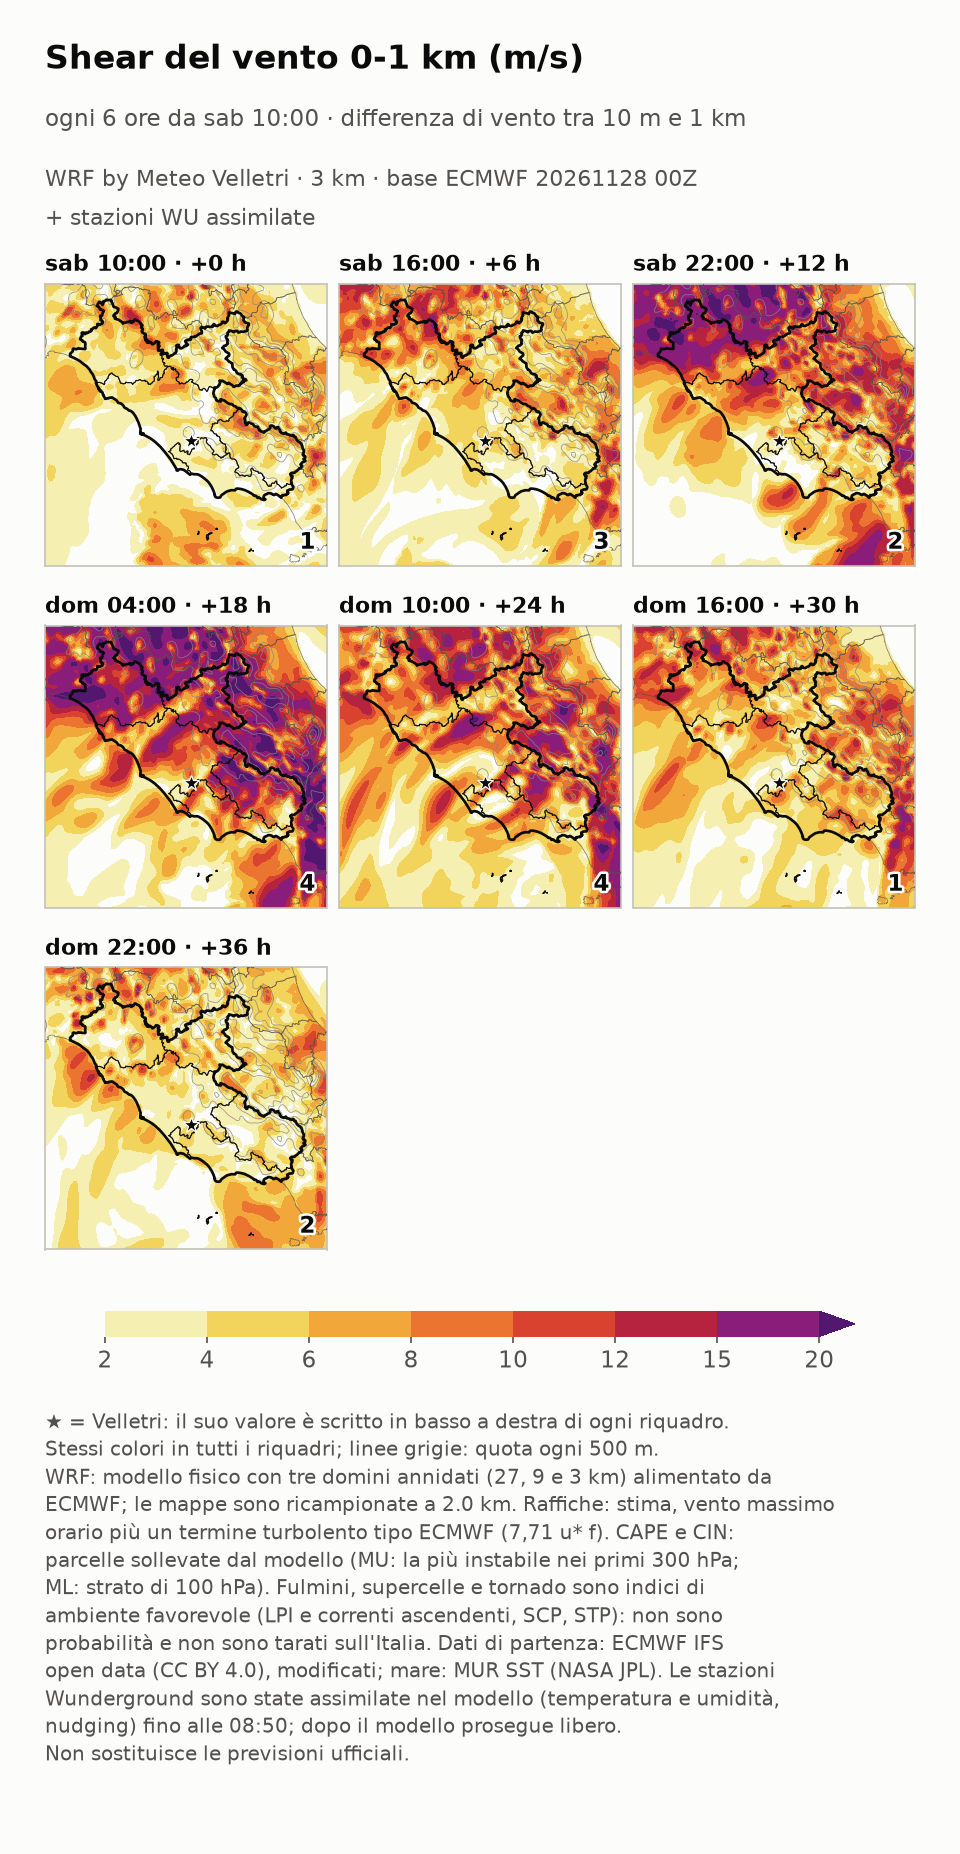 Shear del vento 0-1 km (m/s)
ogni 6 ore da sab 10:00 · differenza di vento tra 10 m e 1 km
WRF by Meteo Velletri · 3 km · base ECMWF 20261128 00Z
+ stazioni WU assimilate
sab 10:00 · +0 h
sab 16:00 · +6 h
sab 22:00 · +12 h
1
3
2
dom 04:00 · +18 h
dom 10:00 · +24 h
dom 16:00 · +30 h
4
4
1
dom 22:00 · +36 h
2
2 4 6 8 10 12 15 20
★ = Velletri: il suo valore è scritto in basso a destra di ogni riquadro.
Stessi colori in tutti i riquadri; linee grigie: quota ogni 500 m.
WRF: modello fisico con tre domini annidati (27, 9 e 3 km) alimentato da
ECMWF; le mappe sono ricampionate a 2.0 km. Raffiche: stima, vento massimo
orario più un termine turbolento tipo ECMWF (7,71 u* f). CAPE e CIN:
parcelle sollevate dal modello (MU: la più instabile nei primi 300 hPa;
ML: strato di 100 hPa). Fulmini, supercelle e tornado sono indici di
ambiente favorevole (LPI e correnti ascendenti, SCP, STP): non sono
probabilità e non sono tarati sull'Italia. Dati di partenza: ECMWF IFS
open data (CC BY 4.0), modificati; mare: MUR SST (NASA JPL). Le stazioni
Wunderground sono state assimilate nel modello (temperatura e umidità,
nudging) fino alle 08:50; dopo il modello prosegue libero.
Non sostituisce le previsioni ufficiali.